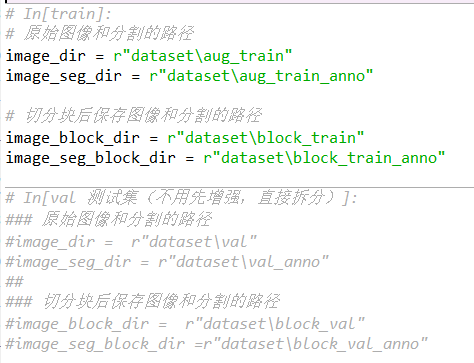 # In[train]:
# 原始图像和分割的路径
image_dir = r"dataset\aug_train"
image_seg_dir = r"dataset\aug_train_anno"
# 切分块后保存图像和分割的路径
image_block_dir = r"dataset\block_train"
image_seg_block_dir = r"dataset\block_train_anno"
# In[val 测试集（不用先增强，直接拆分）]:
### 原始图像和分割的路径
#image_dir =  r"dataset\val"
#image_seg_dir = r"dataset\val_anno"
##
### 切分块后保存图像和分割的路径
#image_block_dir =  r"dataset\block_val"
#image_seg_block_dir =r"dataset\block_val_anno"